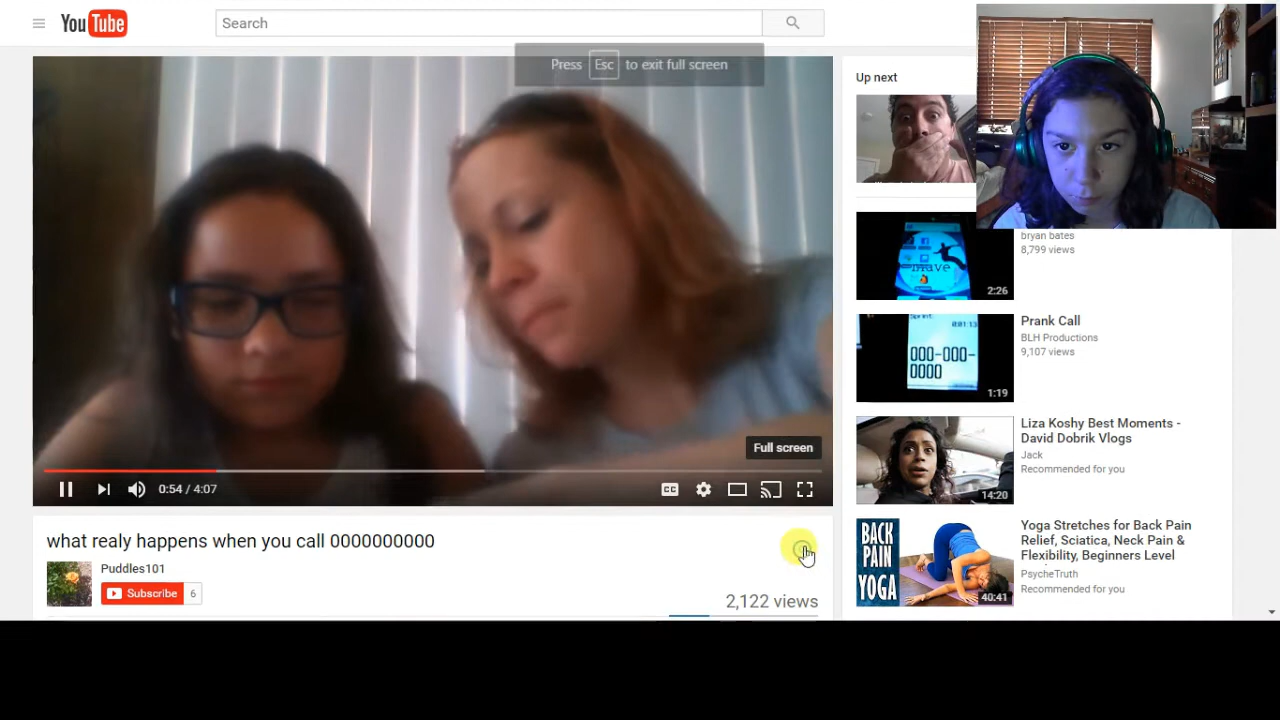 YouTube
Search
Press Esc to exit full screen
Up next
bryan bates
8,799 views
2:26
Prank Call
BLH Productions
9,107 views
Sprint
000-000-
0000
1:19
Liza Koshy Best Moments -
David Dobrik Vlogs
Jack
Recommended for you
14:20
BACK
PAIN
YOGA
Yoga Stretches for Back Pain
Relief, Sciatica, Neck Pain &
Flexibility, Beginners Level
PsycheTruth
Recommended for you
40:41
Full screen
0:54 / 4:07
CC
what realy happens when you call 0000000000
Puddles101
Subscribe 6
2,122 views